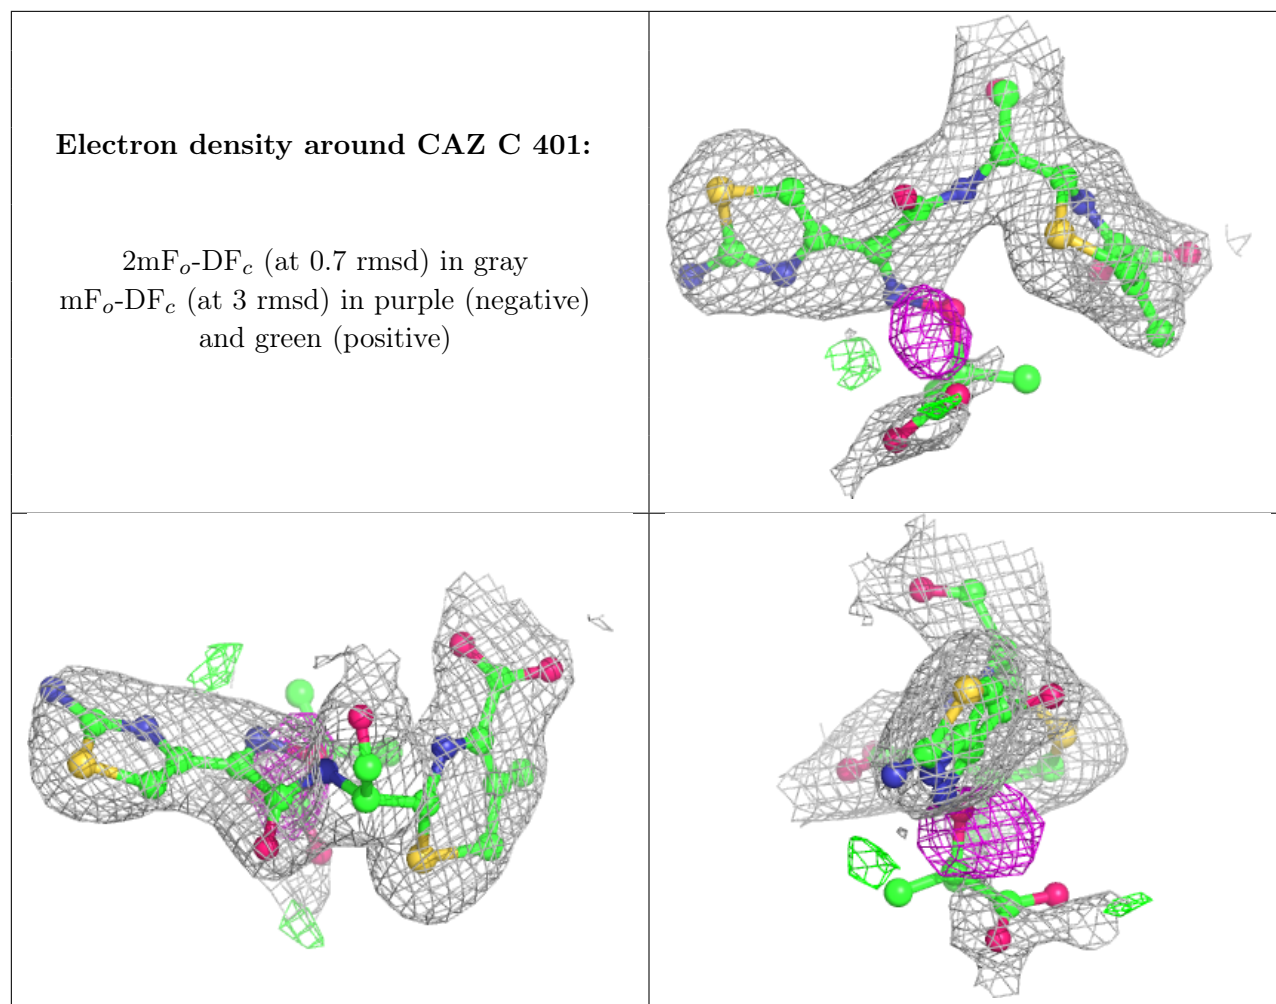 Electron density around CAZ C 401:
2mFo-DFc (at 0.7 rmsd) in gray
mFo-DFc (at 3 rmsd) in purple (negative)
and green (positive)